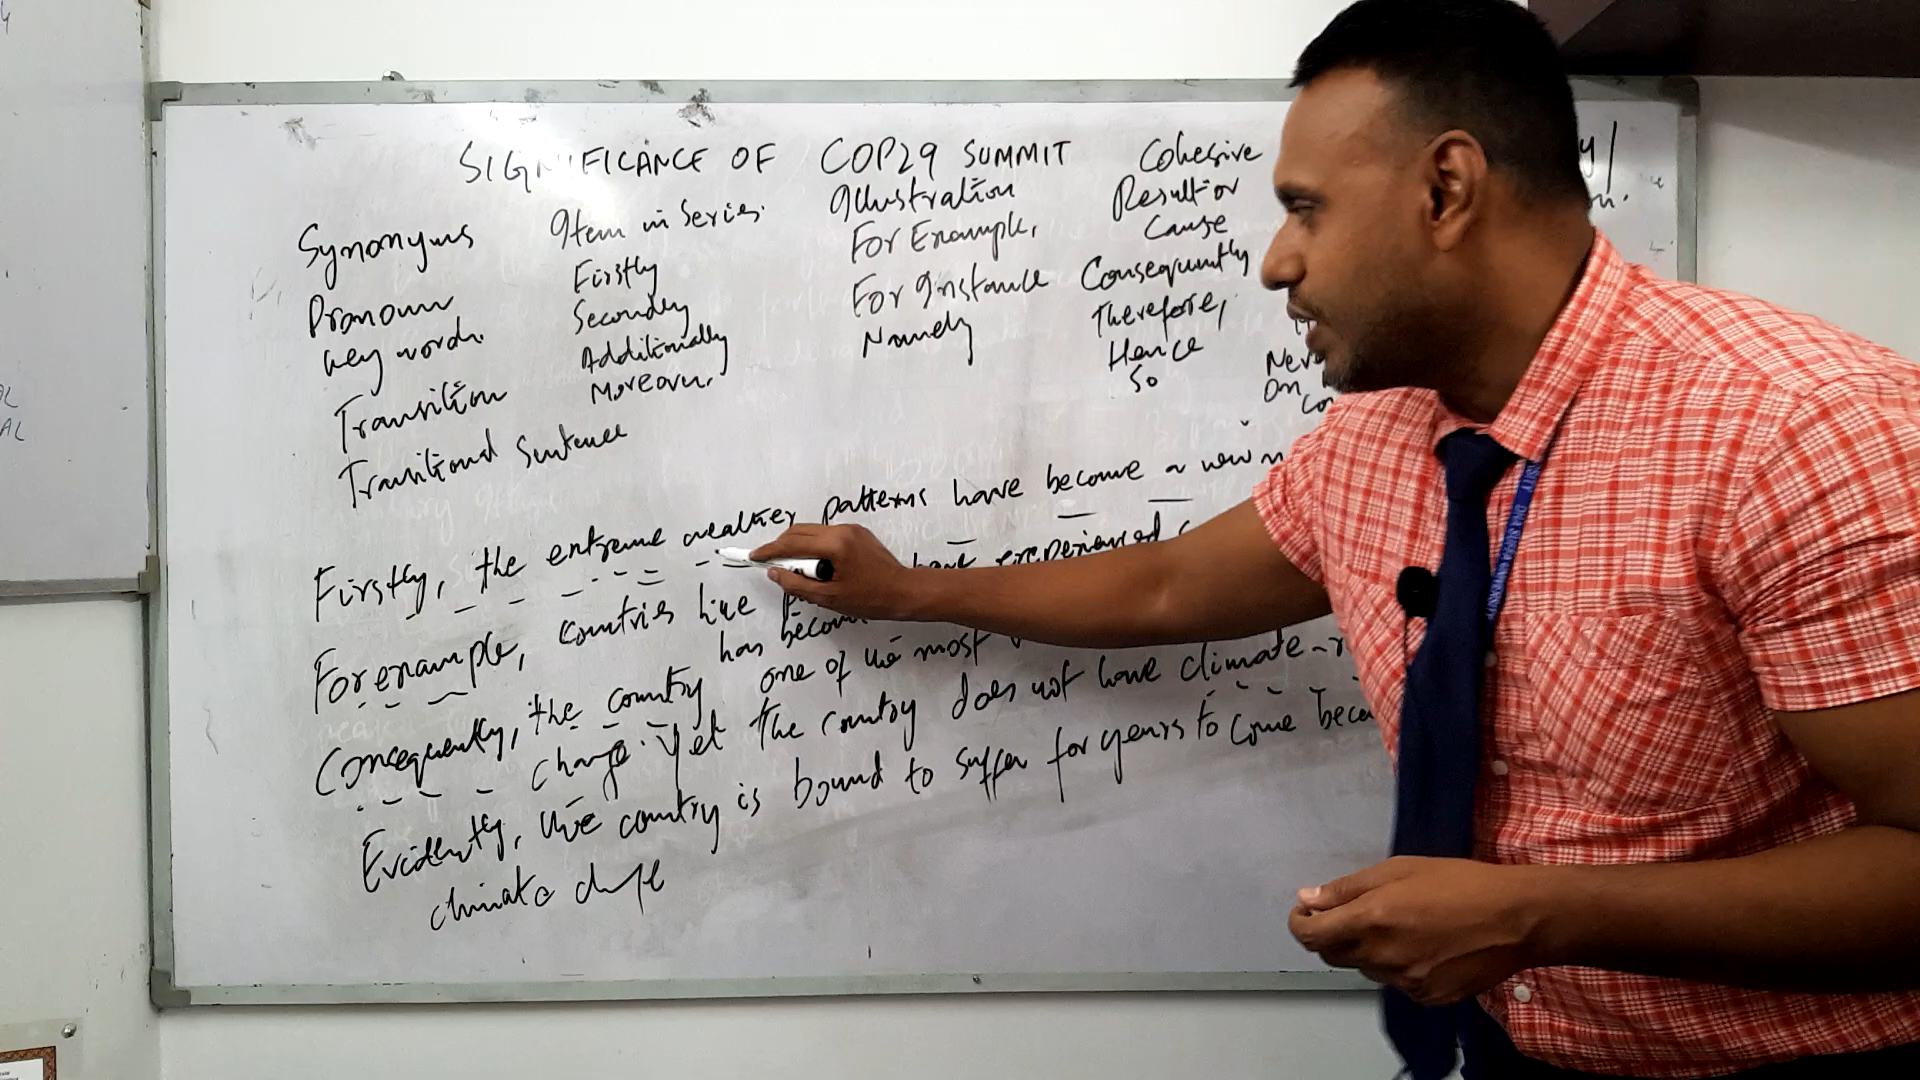 SIGNIFICANCE OF COP29 SUMMIT
Synonyms
Pronoun
key words
Transition
Transitional Sentence
Item in Series.
Firstly
Secondly
Additionally
Moreover,
Illustration
For Example,
For Instance
Namely
Cohesive
Result or
Cause
Consequently
Therefore,
Hence
So
On
Firstly, the extreme weather patterns have become a new
For example, countries like have experienced
Consequently, the country has become one of the most
change. Yet the country does not have climate-
Evidently, the country is bound to suffer for years to come
climate change